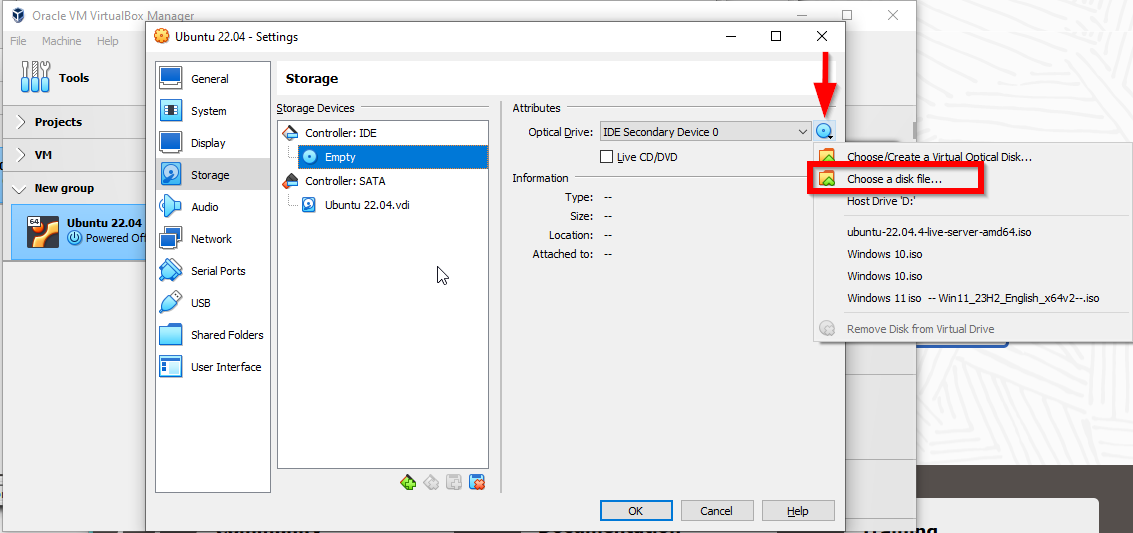 Oracle VM VirtualBox Manager
File Machine Help
Tools
Projects
VM
New group
64
Ubuntu 22.04
Powered Off
Ubuntu 22.04 - Settings
General
System
Display
Storage
Audio
Network
Serial Ports
USB
Shared Folders
User Interface
Storage
Storage Devices
Controller: IDE
Empty
Controller: SATA
Ubuntu 22.04.vdi
Attributes
Optical Drive: IDE Secondary Device 0
Live CD/DVD
Information
Type: --
Size: --
Location: --
Attached to: --
Choose/Create a Virtual Optical Disk...
Choose a disk file...
Host Drive 'D:'
ubuntu-22.04.4-live-server-amd64.iso
Windows 10.iso
Windows 10.iso
Windows 11 iso -- Win11_23H2_English_x64v2--.iso
Remove Disk from Virtual Drive
OK Cancel Help